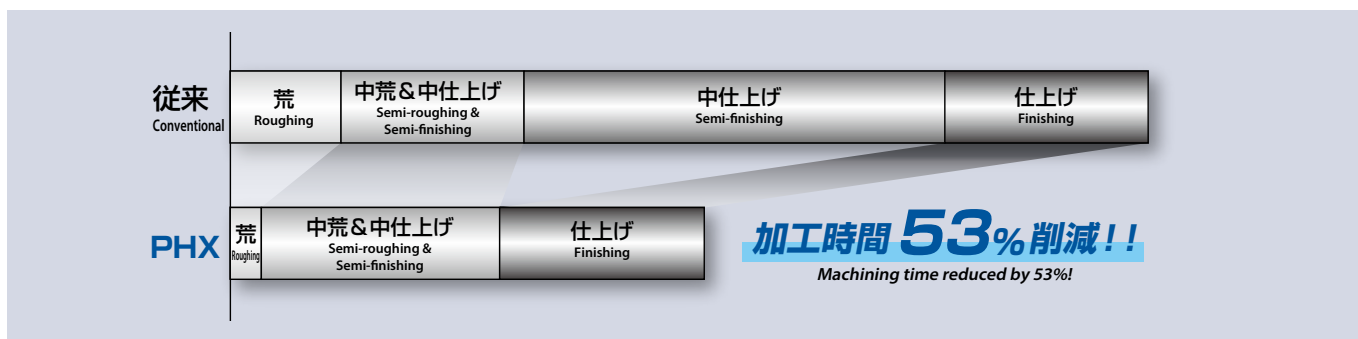 従来
Conventional
荒
Roughing
中荒&中仕上げ
Semi-roughing &
Semi-finishing
中仕上げ
Semi-finishing
仕上げ
Finishing
PHX
荒
Roughing
中荒&中仕上げ
Semi-roughing &
Semi-finishing
仕上げ
Finishing
加工時間 53%削減!!
Machining time reduced by 53%!